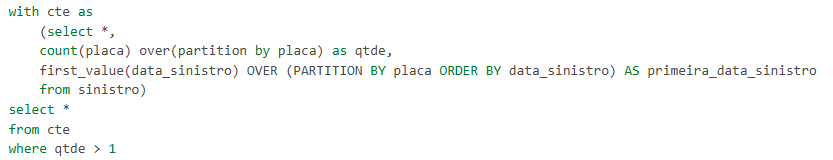 with cte as
    (select *,
    count(placa) over(partition by placa) as qtde,
    first_value(data_sinistro) OVER (PARTITION BY placa ORDER BY data_sinistro) AS primeira_data_sinistro
    from sinistro)
select *
from cte
where qtde > 1